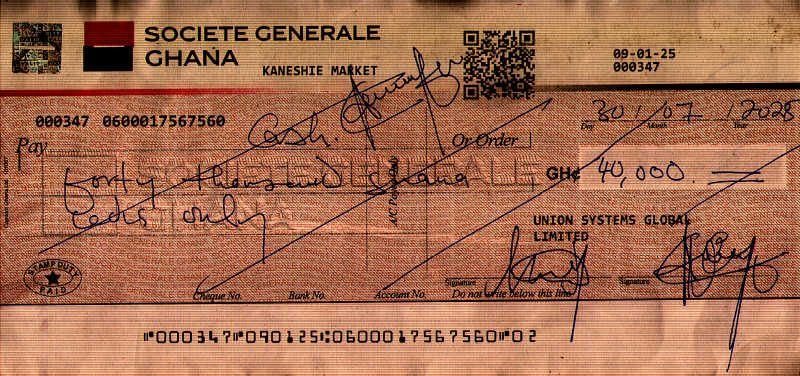 SOCIETE GENERALE
GHANA
KANESHIE MARKET
09-01-25
000347
000347 0600017567560
30 / 07 / 2028
Day Month Year
Pay Cash. Or Order
forty thousand Ghana
GH¢ 40,000.
cedis only
A/C Payee Only
UNION SYSTEMS GLOBAL
LIMITED
STAMP DUTY
PAID
Signature Signature
Cheque No. Bank No. Account No. Do not write below this line
⑈000347⑈090125⑆0600017567560⑈02